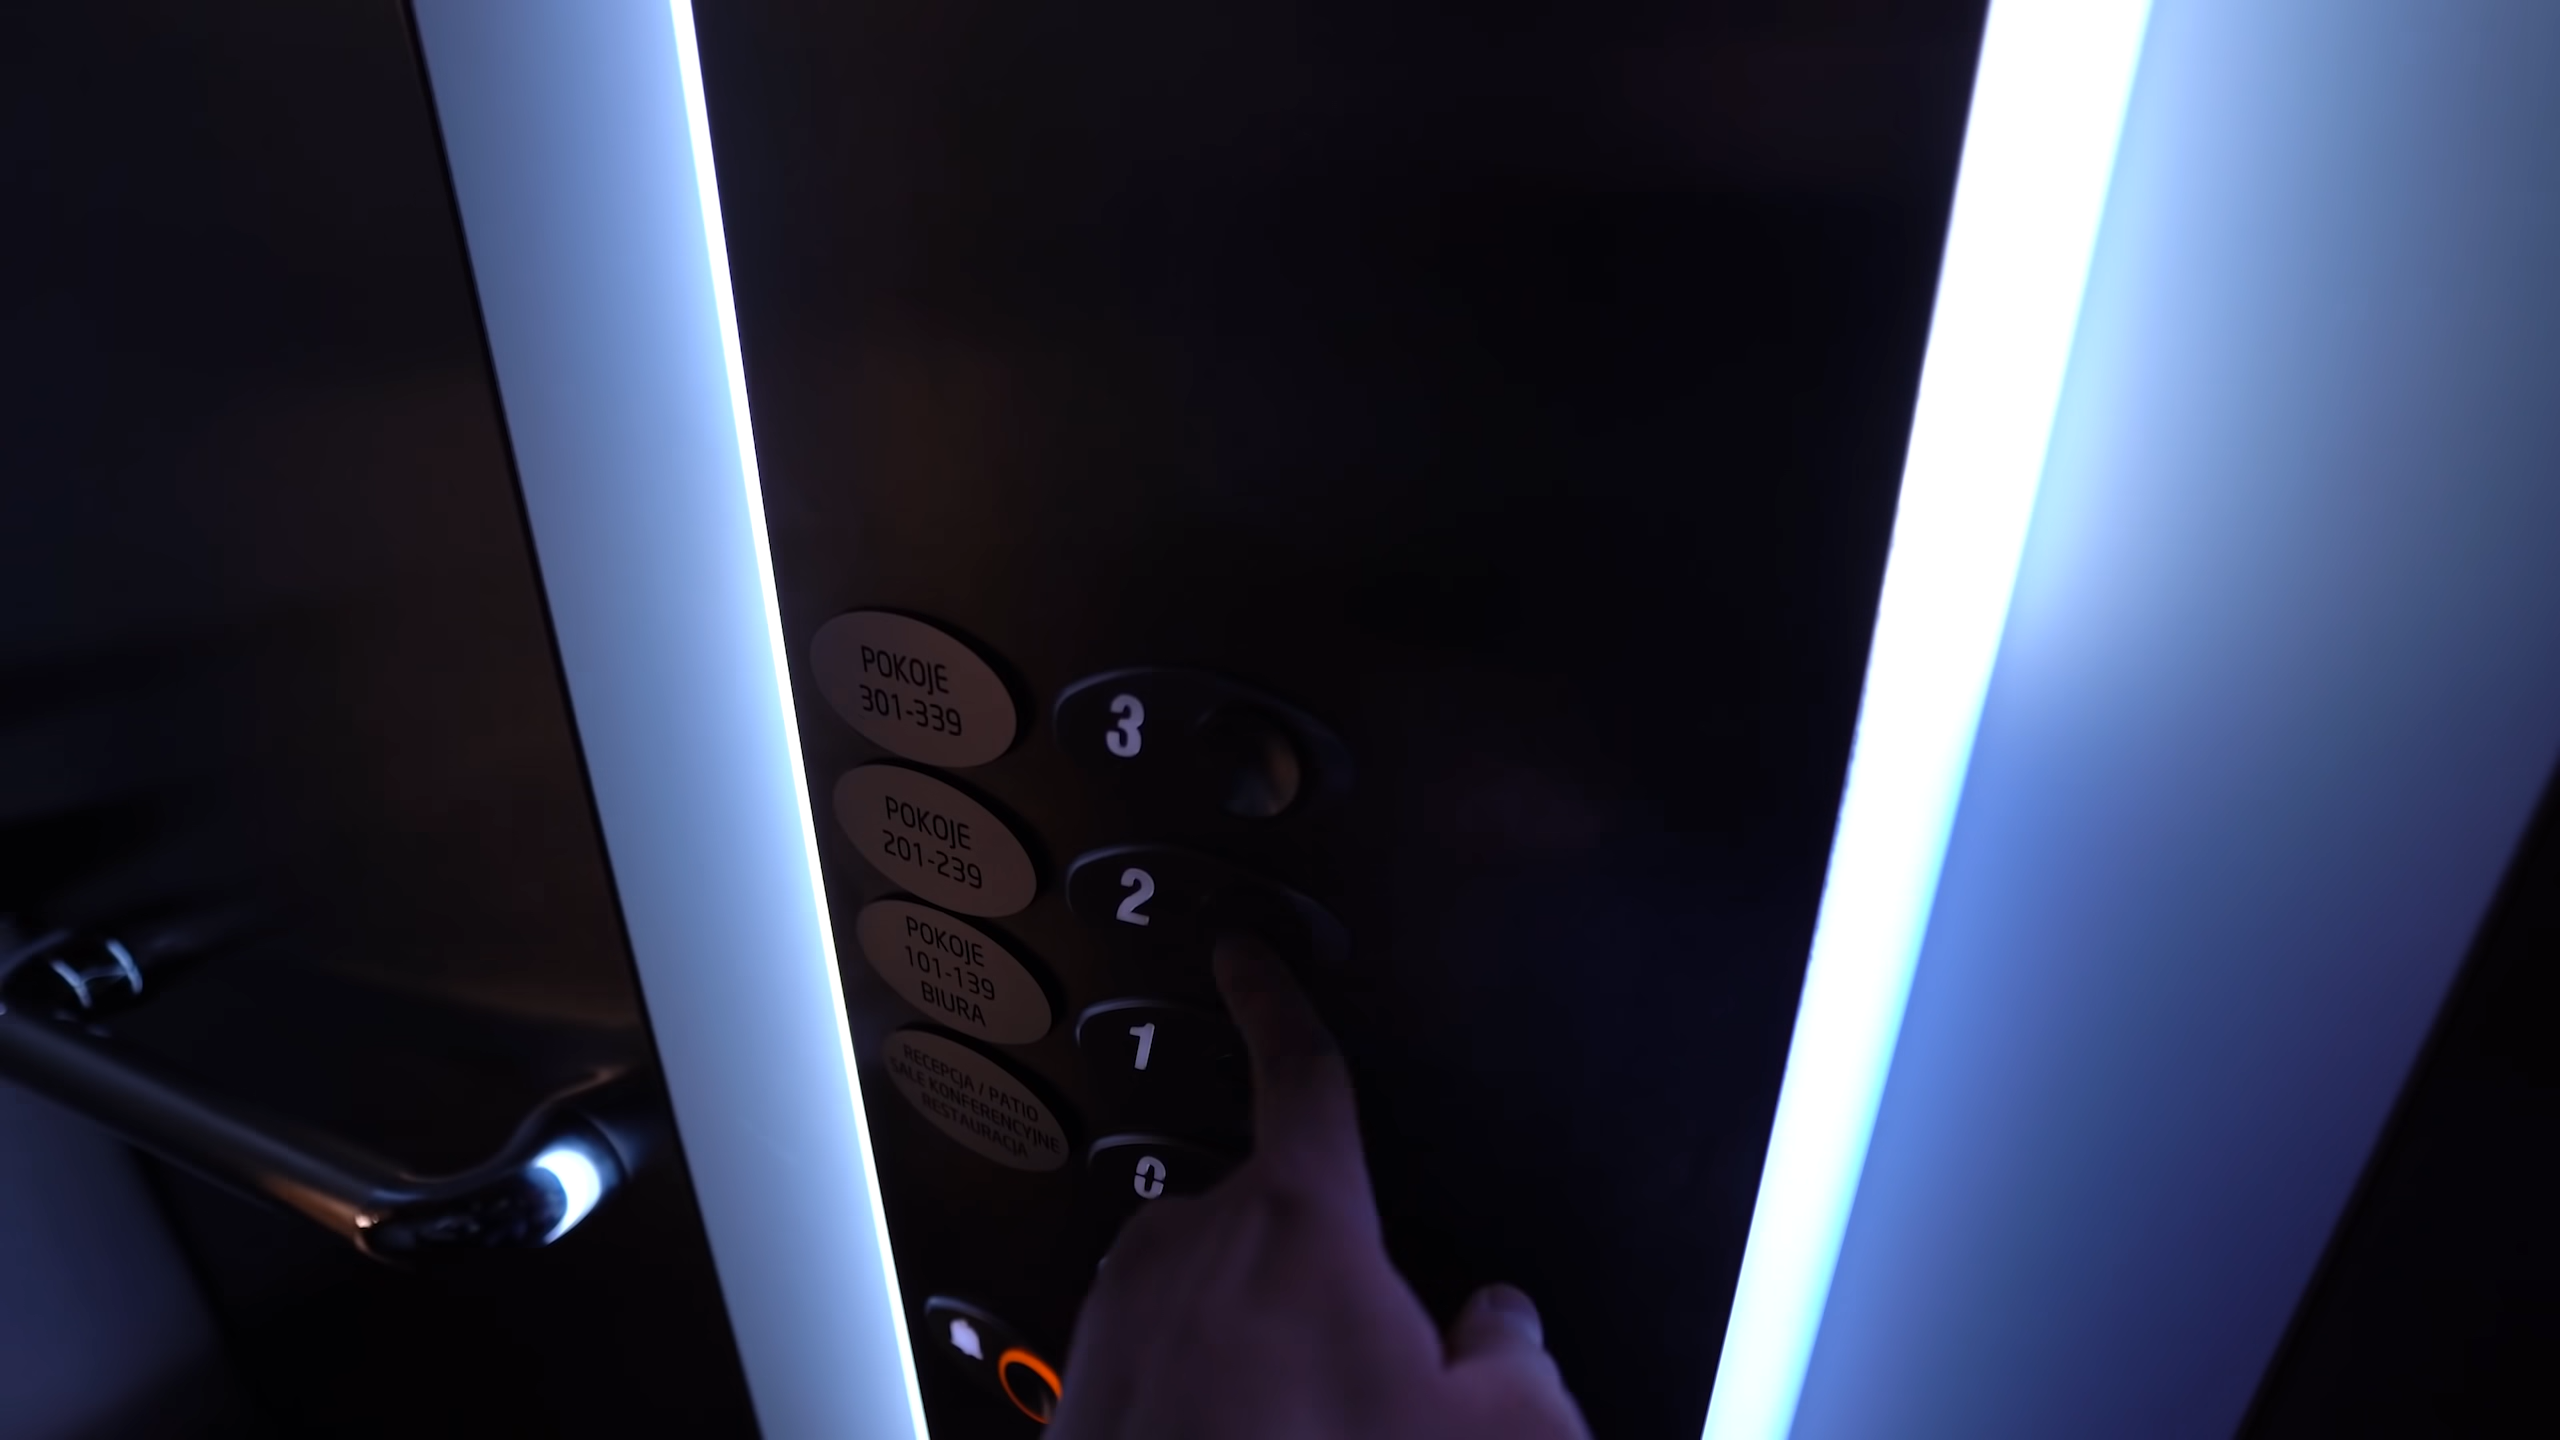 POKOJE
301-339
3
POKOJE
201-239
2
POKOJE
101-139
BIURA
1
RECEPCJA / PATIO
SALE KONFERENCYJNE
RESTAURACJA
0